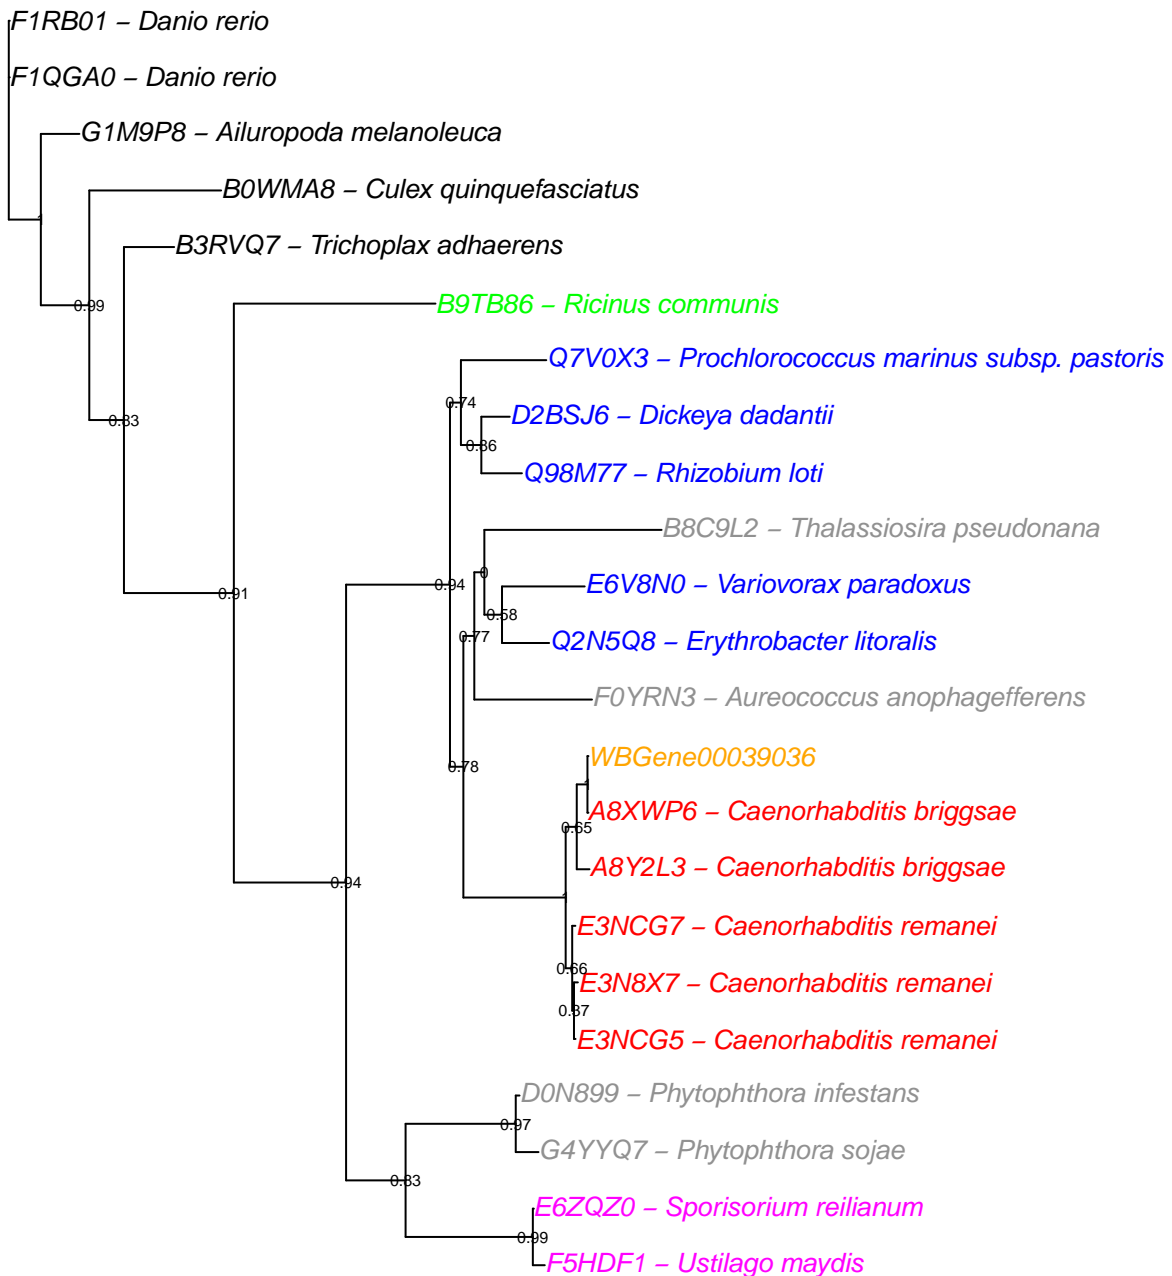 F1RB01 – Danio rerio
F1QGA0 – Danio rerio
G1M9P8 – Ailuropoda melanoleuca
B0WMA8 – Culex quinquefasciatus
1
B3RVQ7 – Trichoplax adhaerens
0.99
B9TB86 – Ricinus communis
Q7V0X3 – Prochlorococcus marinus subsp. pastoris
0.74
D2BSJ6 – Dickeya dadantii
0.83
0.86
Q98M77 – Rhizobium loti
B8C9L2 – Thalassiosira pseudonana
0
0.94
E6V8N0 – Variovorax paradoxus
0.91
0.58
0.77
Q2N5Q8 – Erythrobacter litoralis
F0YRN3 – Aureococcus anophagefferens
WBGene00039036
0.78
1
A8XWP6 – Caenorhabditis briggsae
0.65
A8Y2L3 – Caenorhabditis briggsae
0.94
1
E3NCG7 – Caenorhabditis remanei
0.66
E3N8X7 – Caenorhabditis remanei
0.87
E3NCG5 – Caenorhabditis remanei
D0N899 – Phytophthora infestans
0.97
G4YYQ7 – Phytophthora sojae
0.83
E6ZQZ0 – Sporisorium reilianum
0.99
F5HDF1 – Ustilago maydis